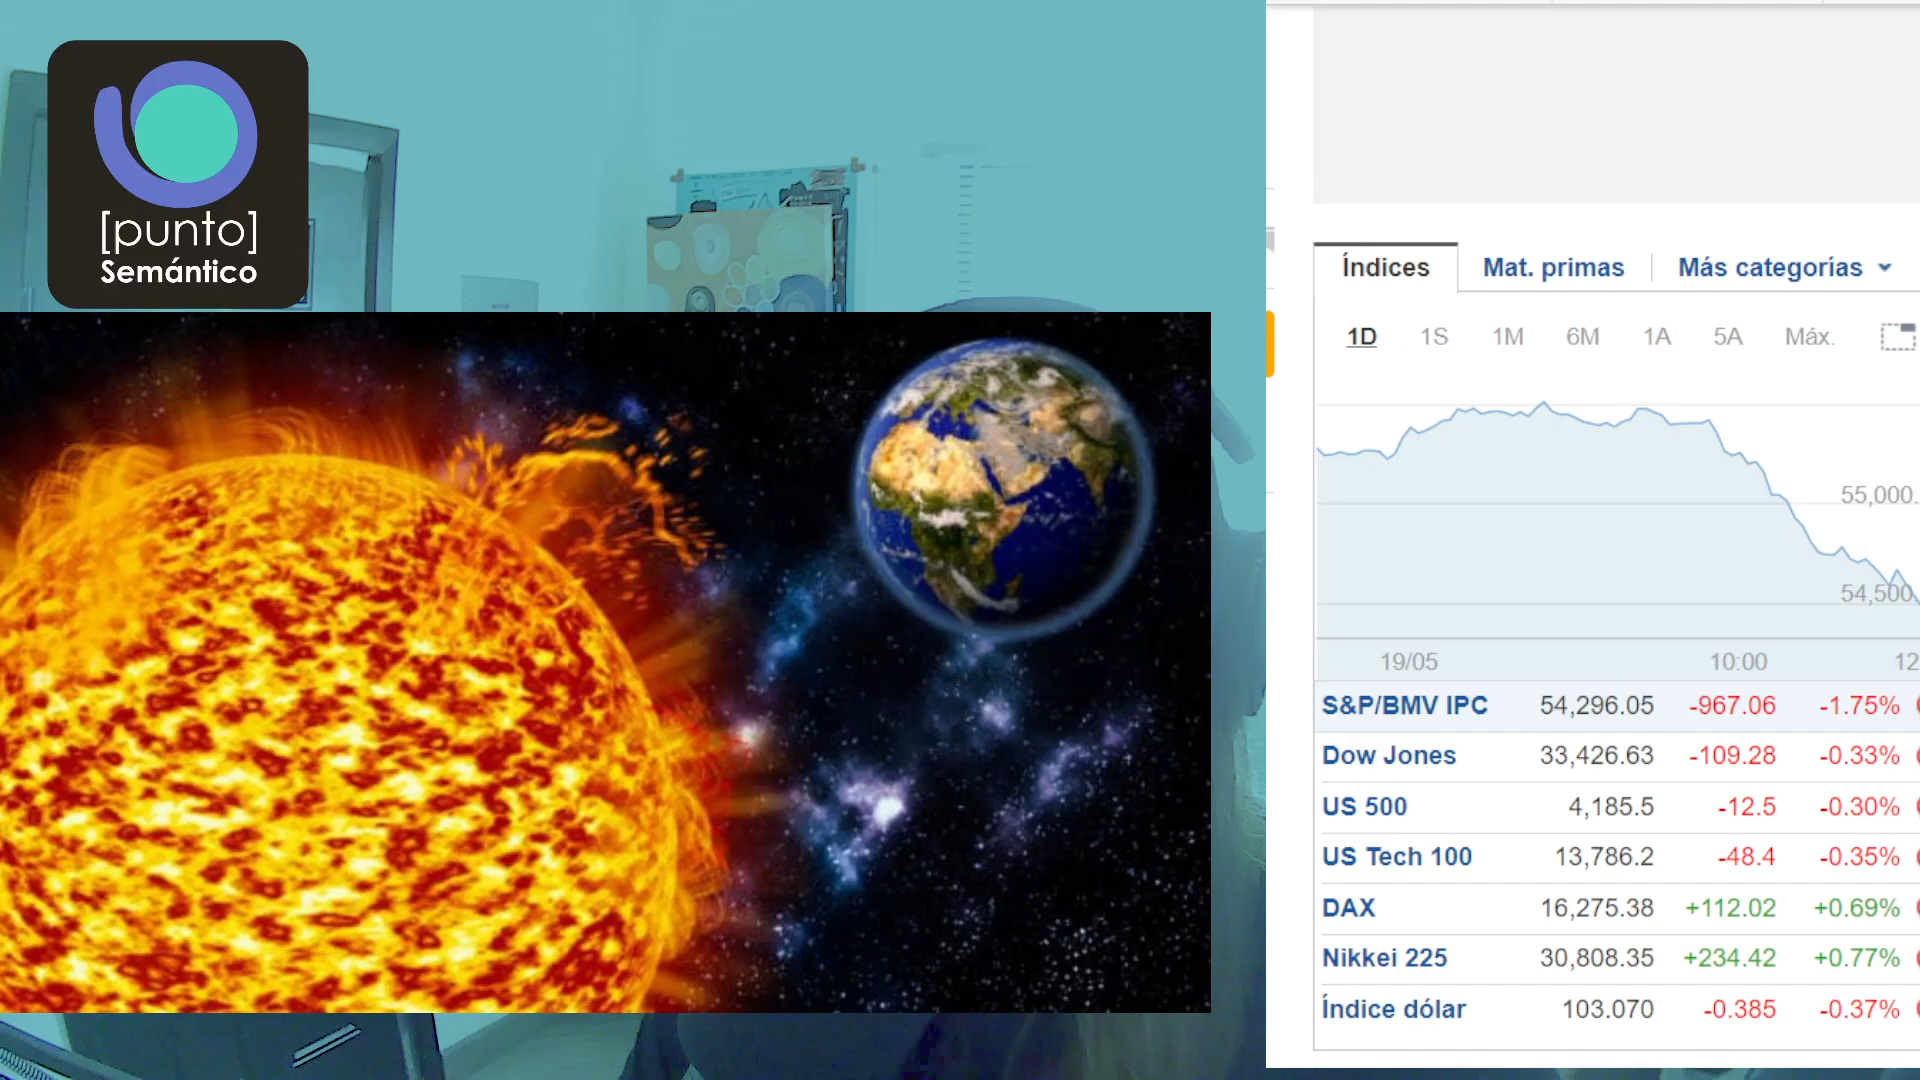 [punto]
Semántico
Índices Mat. primas Más categorías
1D 1S 1M 6M 1A 5A Máx.
55,000.
54,500.
19/05 10:00 12
S&P/BMV IPC 54,296.05 -967.06 -1.75%
Dow Jones 33,426.63 -109.28 -0.33%
US 500 4,185.5 -12.5 -0.30%
US Tech 100 13,786.2 -48.4 -0.35%
DAX 16,275.38 +112.02 +0.69%
Nikkei 225 30,808.35 +234.42 +0.77%
Índice dólar 103.070 -0.385 -0.37%